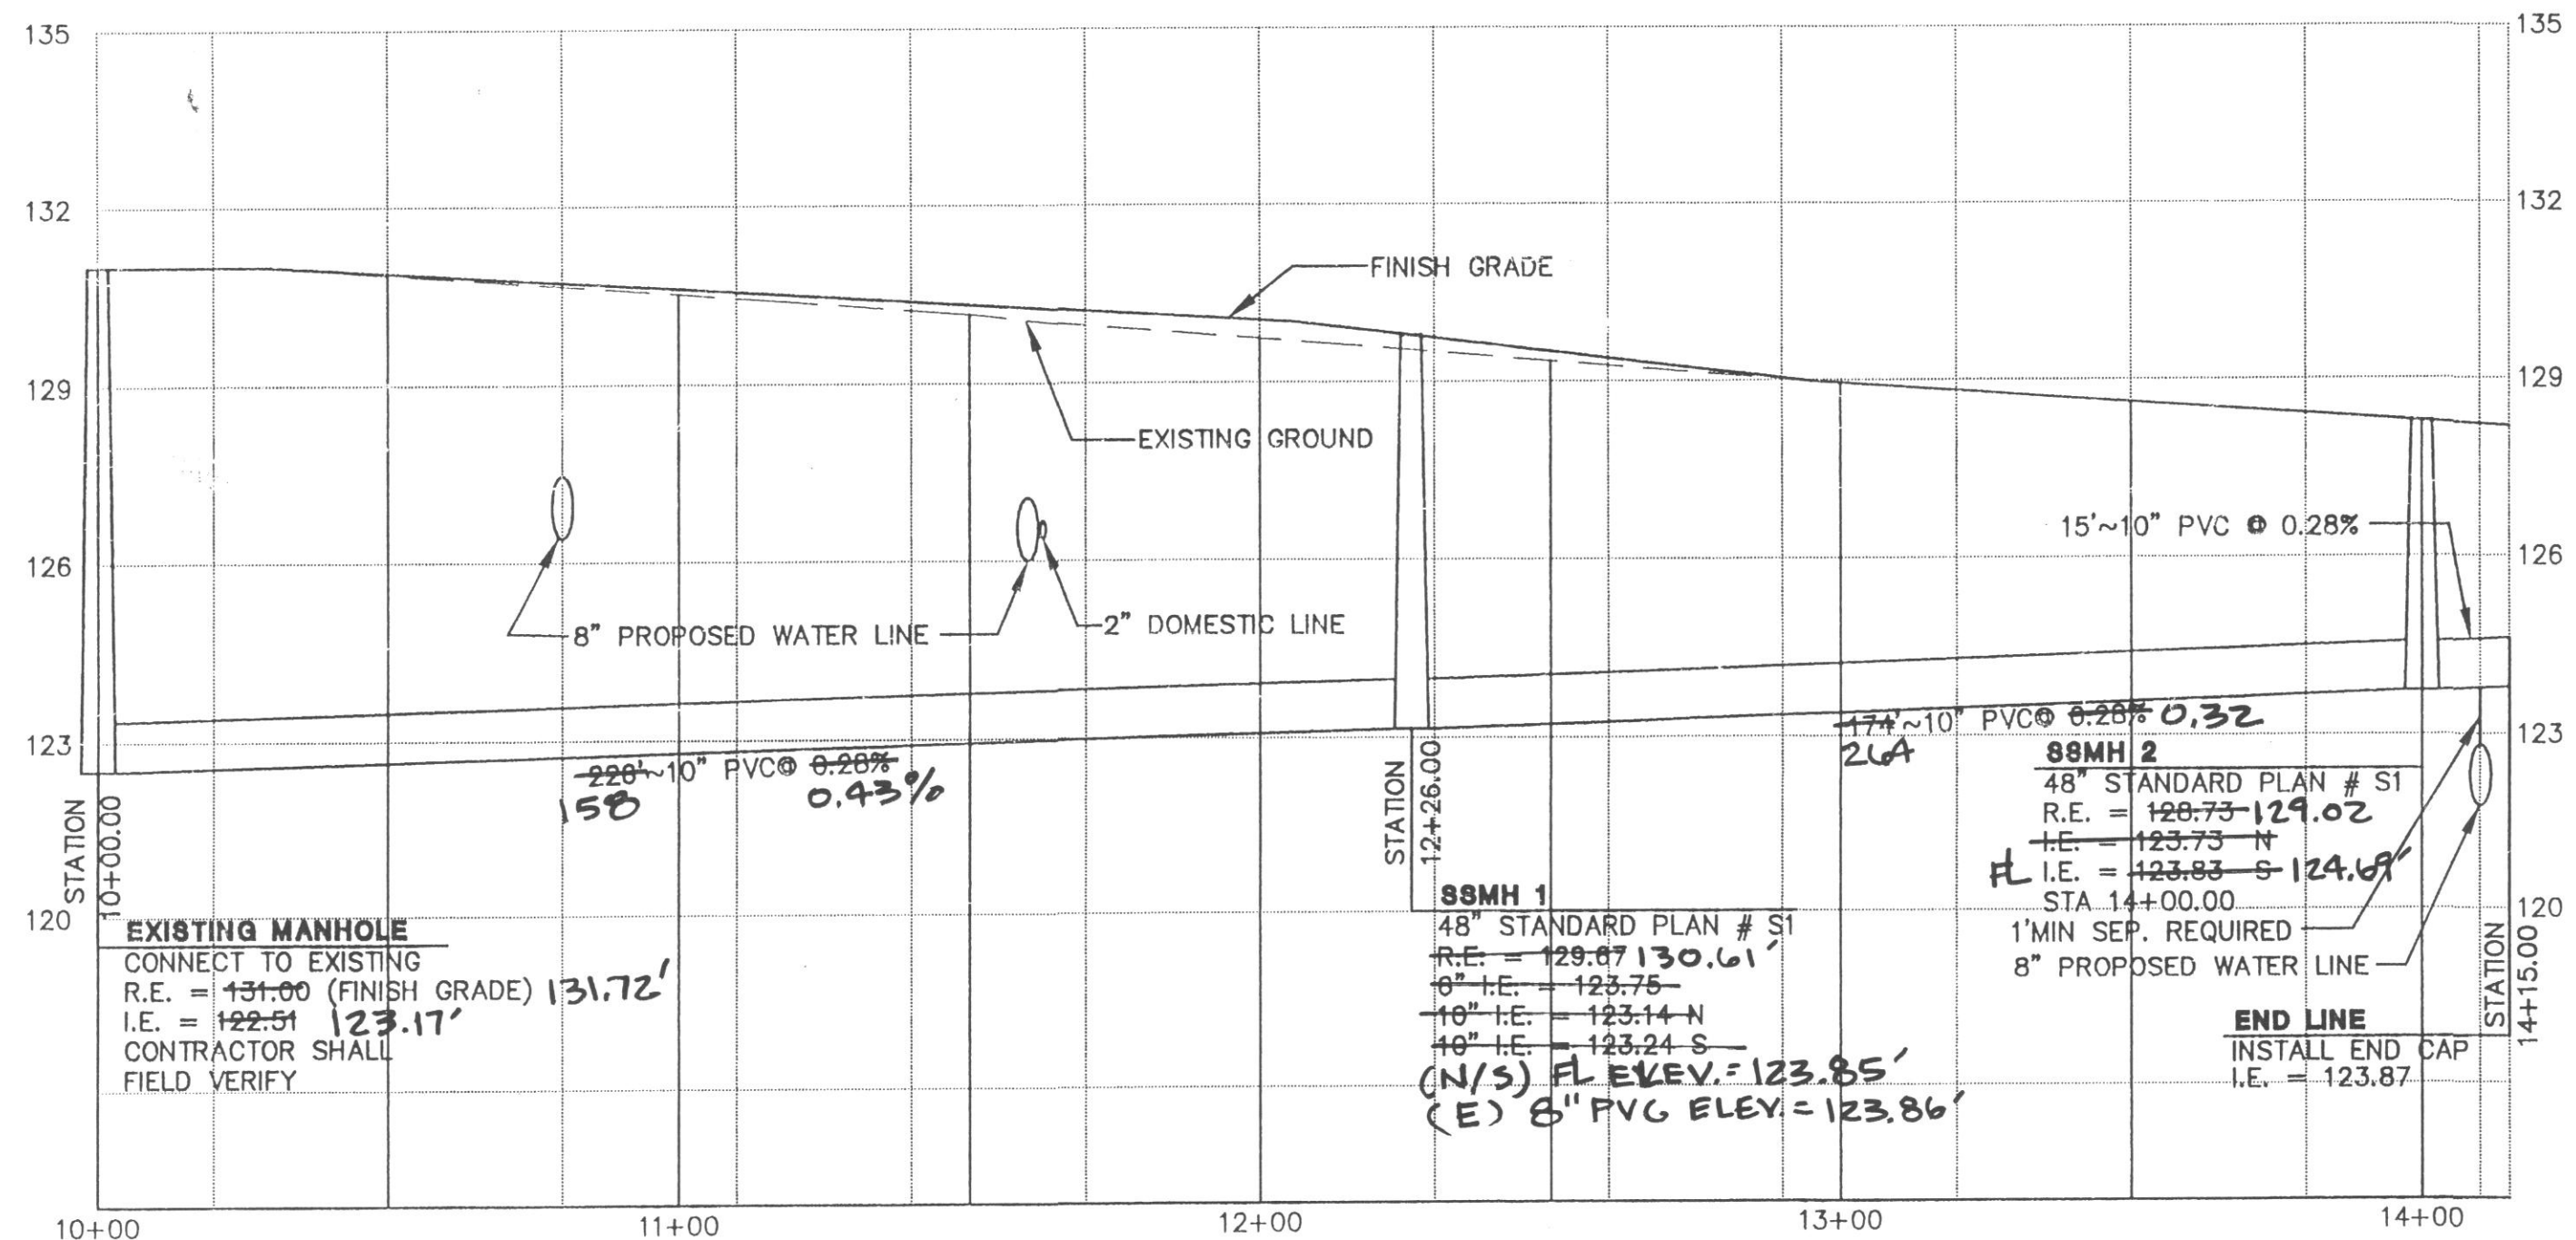 135
135
132
132
FINISH GRADE
129
129
EXISTING GROUND
15'~10" PVC @ 0.28%
126
126
8" PROPOSED WATER LINE
2" DOMESTIC LINE
174'~10" PVC@ 0.28% 0.32
264
123
123
226'~10" PVC@ 0.28%
158 0.43%
SSMH 2
48" STANDARD PLAN # S1
R.E. = 128.73 129.02
I.E. = 123.73 N
FL I.E. = 123.83 S 124.69'
STA 14+00.00
1'MIN SEP. REQUIRED
8" PROPOSED WATER LINE
STATION
10+00.00
STATION
12+26.00
120
120
SSMH 1
48" STANDARD PLAN # S1
R.E. = 129.67 130.61'
8" I.E. = 123.75
10" I.E. = 123.14 N
10" I.E. = 123.24 S
(N/S) FL ELEV. = 123.85'
(E) 8" PVC ELEV. = 123.86'
EXISTING MANHOLE
CONNECT TO EXISTING
R.E. = 131.00 (FINISH GRADE) 131.72'
I.E. = 122.51 123.17'
CONTRACTOR SHALL
FIELD VERIFY
STATION
14+15.00
END LINE
INSTALL END CAP
I.E. = 123.87
10+00
11+00
12+00
13+00
14+00